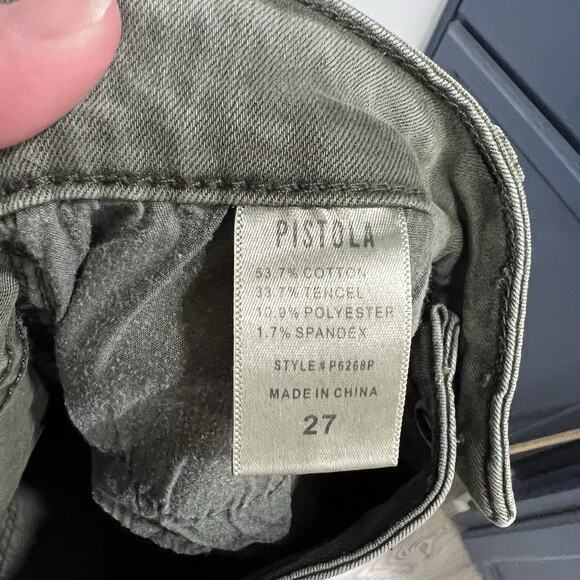 PISTOLA
53.7% COTTON
33.7% TENCEL
10.9% POLYESTER
1.7% SPANDEX
STYLE # P6268P
MADE IN CHINA
27